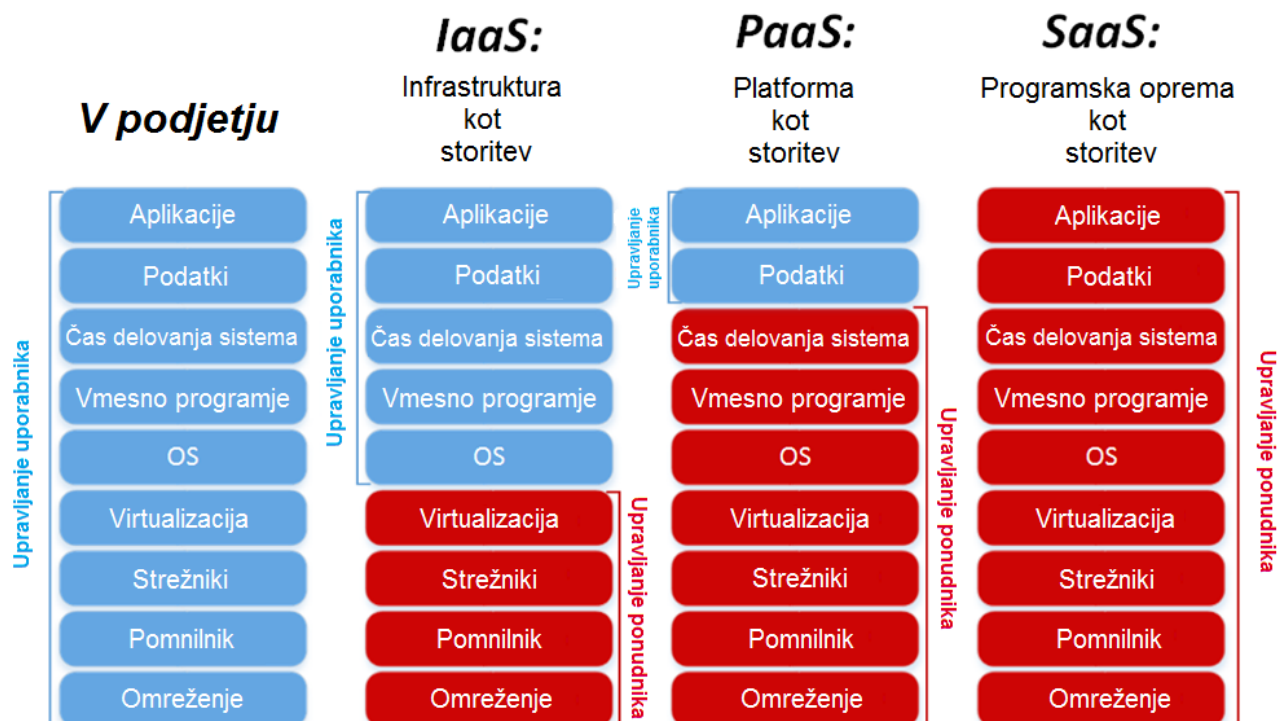 V podjetju
Upravljanje uporabnika
Aplikacije
Podatki
Čas delovanja sistema
Vmesno programje
OS
Virtualizacija
Strežniki
Pomnilnik
Omreženje
IaaS:
Infrastruktura
kot
storitev
Upravljanje uporabnika
Aplikacije
Podatki
Čas delovanja sistema
Vmesno programje
OS
Virtualizacija
Strežniki
Pomnilnik
Omreženje
Upravljanje ponudnika
PaaS:
Platforma
kot
storitev
Upravljanje
uporabnika
Aplikacije
Podatki
Čas delovanja sistema
Vmesno programje
OS
Virtualizacija
Strežniki
Pomnilnik
Omreženje
Upravljanje ponudnika
SaaS:
Programska oprema
kot
storitev
Aplikacije
Podatki
Čas delovanja sistema
Vmesno programje
OS
Virtualizacija
Strežniki
Pomnilnik
Omreženje
Upravljanje ponudnika